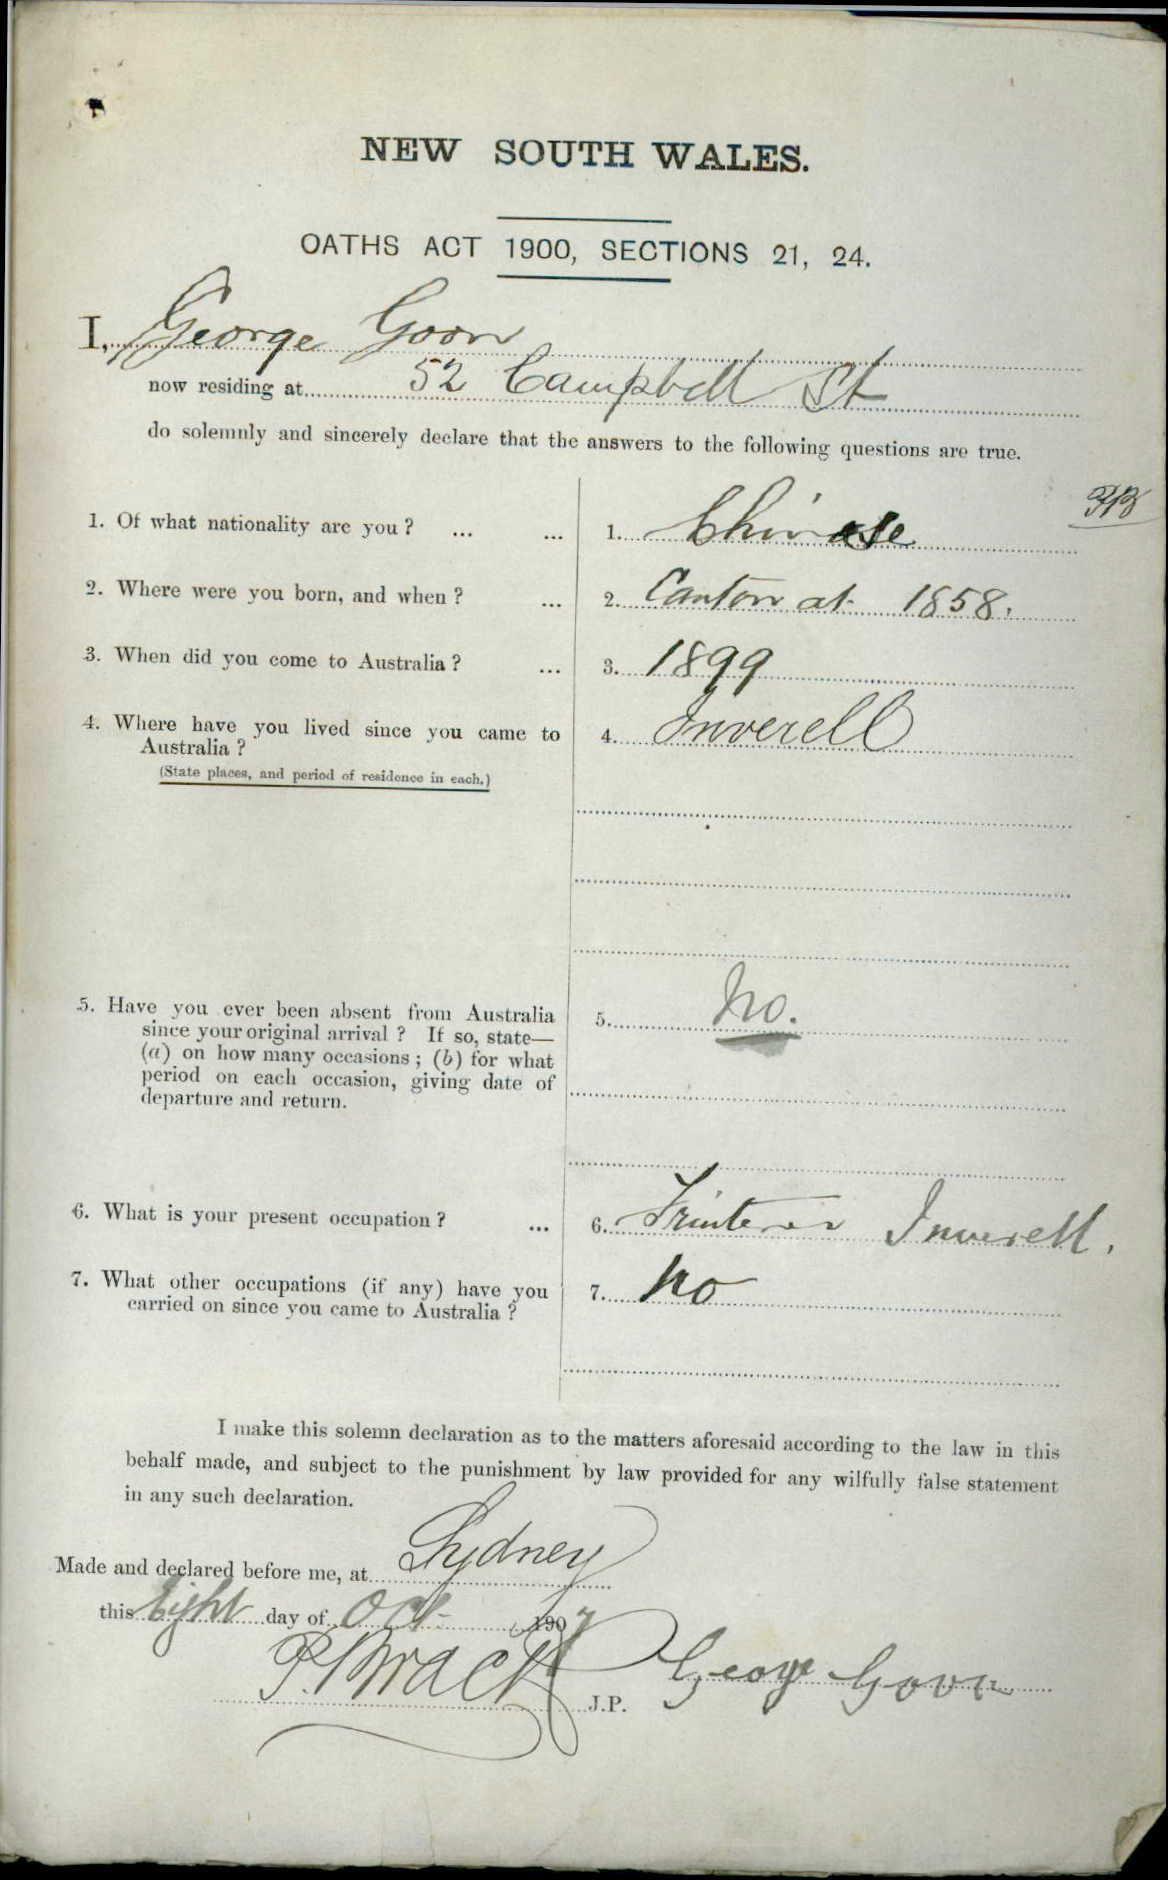 NEW SOUTH WALES.
OATHS ACT 1900, SECTIONS 21, 24.
I, George Goon
now residing at 52 Campbell St
do solemnly and sincerely declare that the answers to the following questions are true.
1. Of what nationality are you ? ... ... 1. Chinese
2. Where were you born, and when ? ... 2. Canton at 1858.
3. When did you come to Australia ? ... 3. 1899
4. Where have you lived since you came to 4. Inverell
Australia ?
(State places, and period of residence in each.)
5. Have you ever been absent from Australia 5. No.
since your original arrival ? If so, state—
(a) on how many occasions ; (b) for what
period on each occasion, giving date of
departure and return.
6. What is your present occupation ? ... 6. Inverell.
7. What other occupations (if any) have you 7. No
carried on since you came to Australia ?
I make this solemn declaration as to the matters aforesaid according to the law in this
behalf made, and subject to the punishment by law provided for any wilfully false statement
in any such declaration.
Made and declared before me, at Sydney
this Eight day of Oct 1907
J.P. George Goon